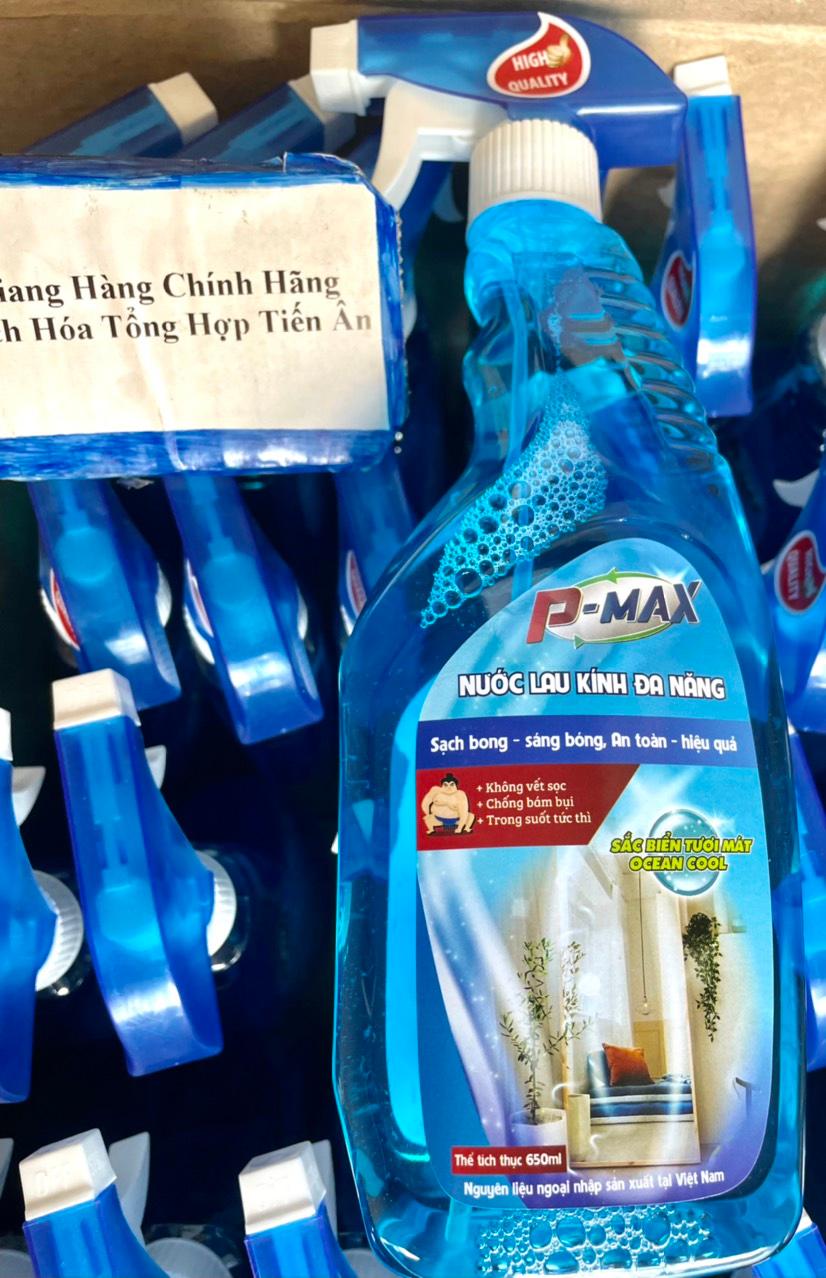 HIGH
QUALITY
Hàng Chính Hãng
Hóa Tổng Hợp Tiến Ân
P-MAX
NƯỚC LAU KÍNH ĐA NĂNG
Sạch bong - sáng bóng, An toàn - hiệu quả
+ Không vết sọc
+ Chống bám bụi
+ Trong suốt tức thì
SẮC BIỂN TƯƠI MÁT
OCEAN COOL
Thể tích thực 650ml
Nguyên liệu ngoại nhập sản xuất tại Việt Nam
QUALITY